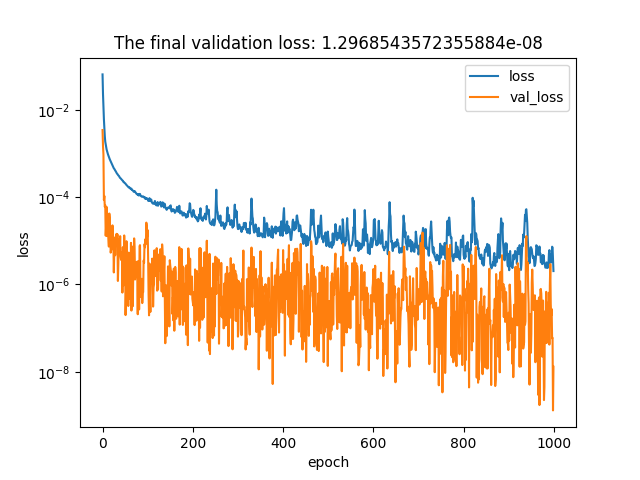 The final validation loss: 1.2968543572355884e-08
loss
val_loss
10⁻²
10⁻⁴
10⁻⁶
10⁻⁸
loss
0
200
400
600
800
1000
epoch